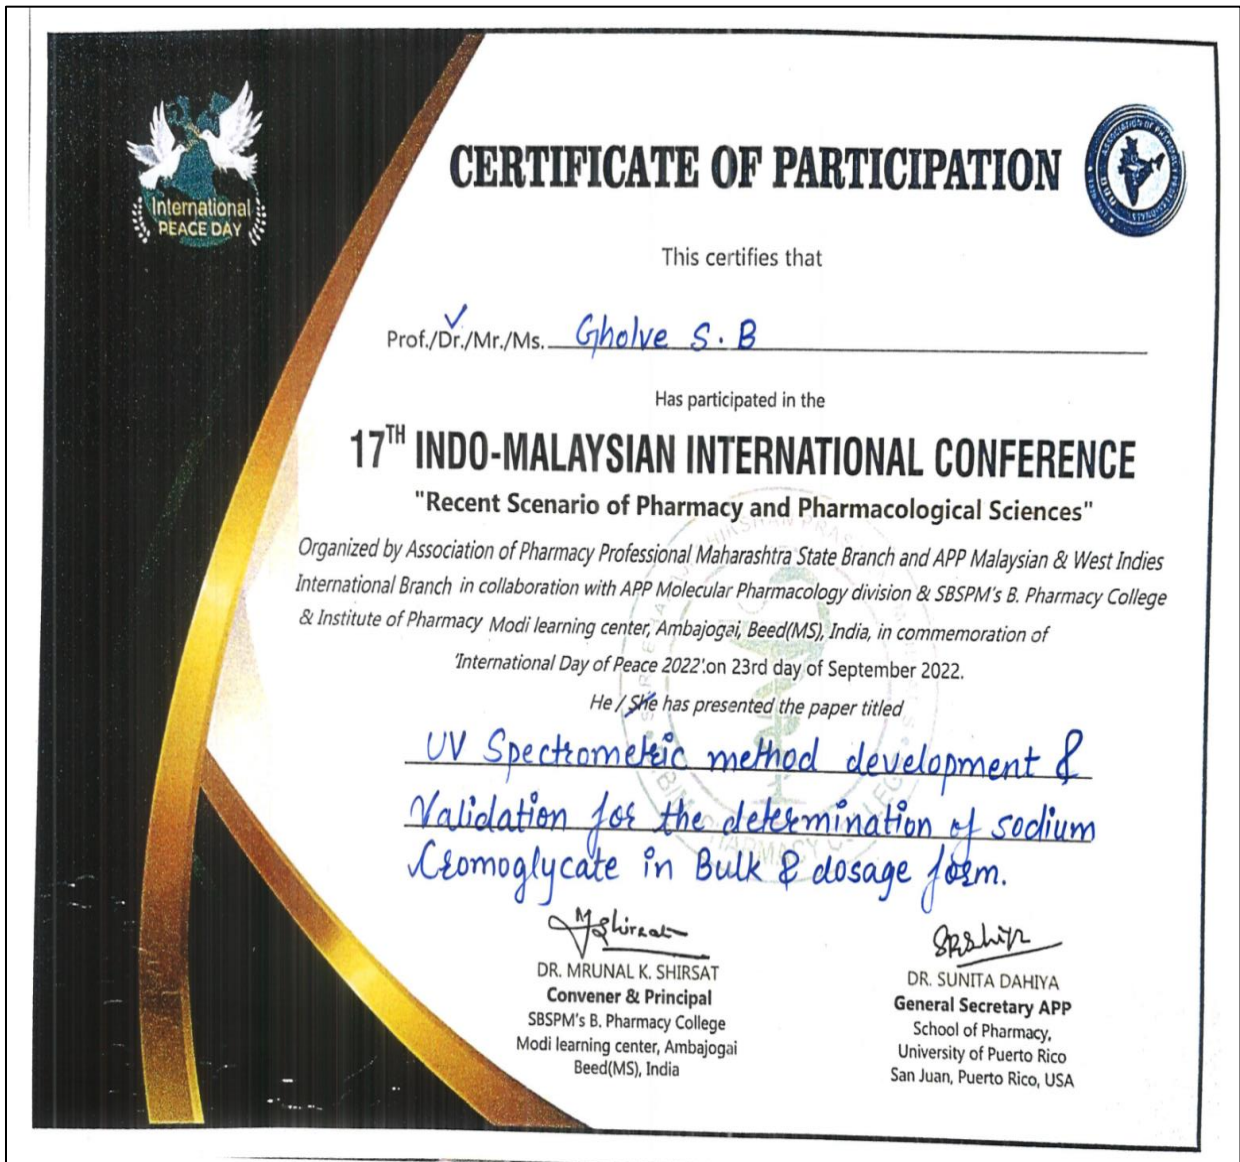 International
PEACE DAY
CERTIFICATE OF PARTICIPATION
This certifies that
Prof./Dr./Mr./Ms. Gholve S. B
Has participated in the
17TH INDO-MALAYSIAN INTERNATIONAL CONFERENCE
"Recent Scenario of Pharmacy and Pharmacological Sciences"
Organized by Association of Pharmacy Professional Maharashtra State Branch and APP Malaysian & West Indies
International Branch in collaboration with APP Molecular Pharmacology division & SBSPM's B. Pharmacy College
& Institute of Pharmacy Modi learning center, Ambajogai, Beed(MS), India, in commemoration of
'International Day of Peace 2022'.on 23rd day of September 2022.
He / She has presented the paper titled
UV Spectrometric method development &
Validation for the determination of sodium
Cromoglycate in Bulk & dosage form.
DR. MRUNAL K. SHIRSAT
Convener & Principal
SBSPM's B. Pharmacy College
Modi learning center, Ambajogai
Beed(MS), India
DR. SUNITA DAHIYA
General Secretary APP
School of Pharmacy,
University of Puerto Rico
San Juan, Puerto Rico, USA